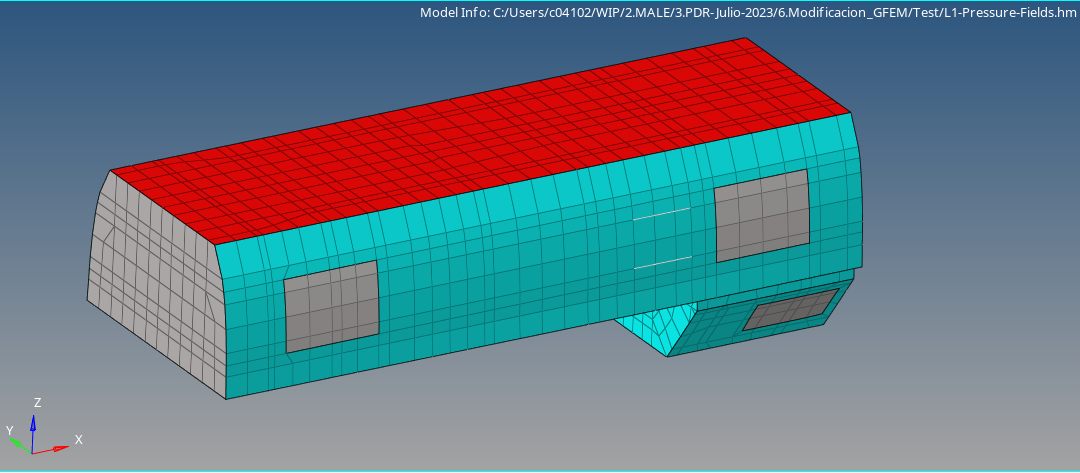 Model Info: C:/Users/c04102/WIP/2.MALE/3.PDR-Julio-2023/6.Modificacion_GFEM/Test/L1-Pressure-Fields.hm
Z
Y
X